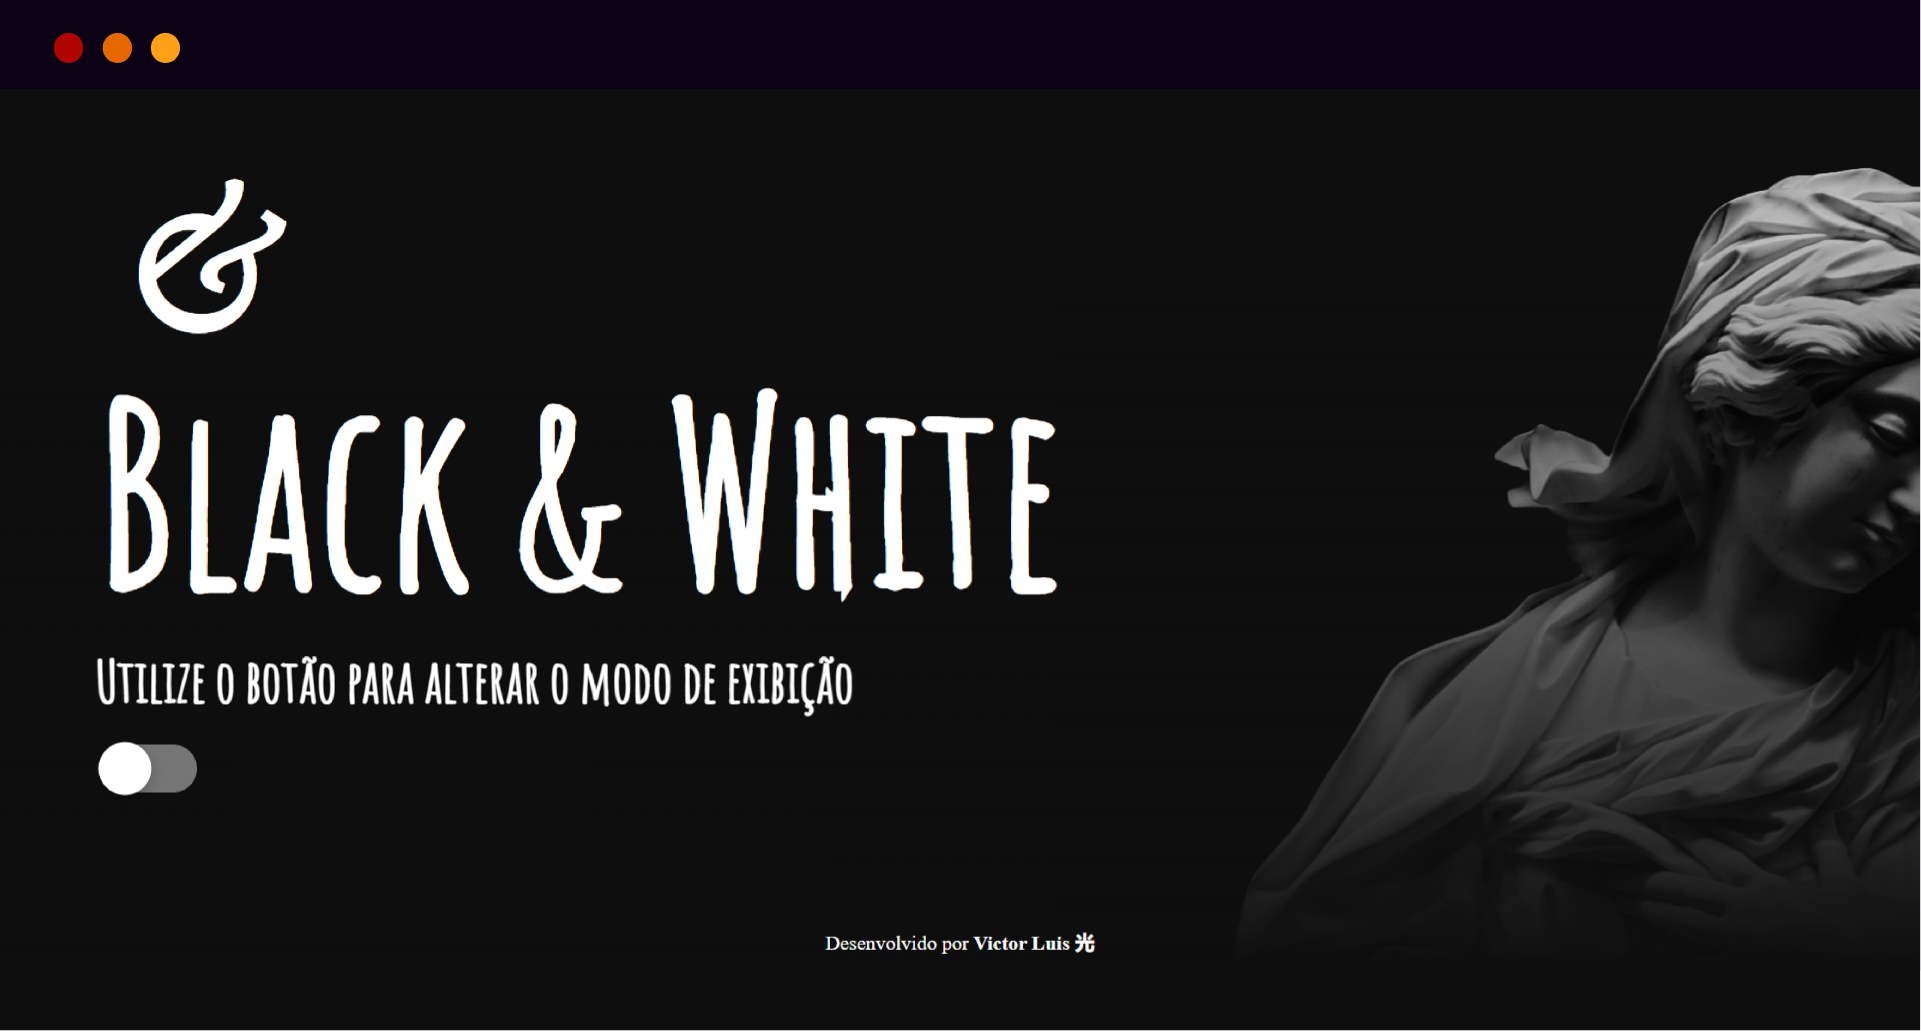 &
Black & White
Utilize o botão para alterar o modo de exibição
Desenvolvido por Victor Luis 光